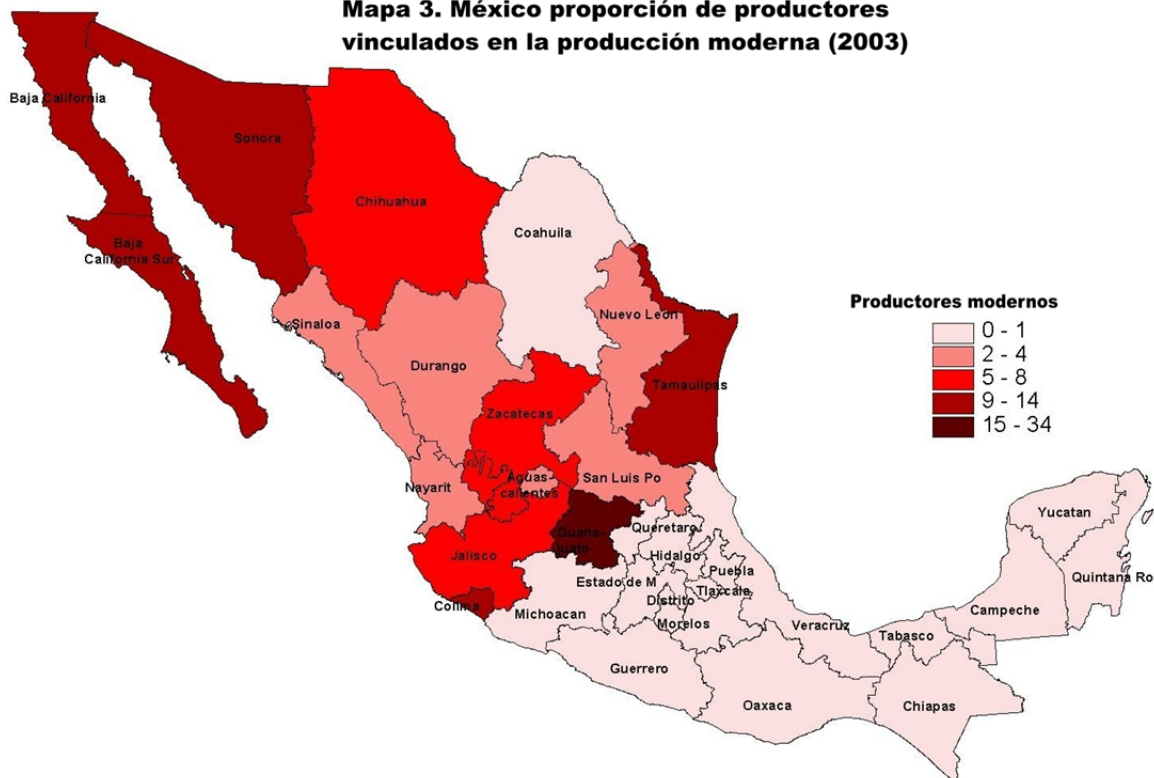 Mapa 3. México proporción de productores
vinculados en la producción moderna (2003)
Baja California
Sonora
Chihuahua
Coahuila
Baja
California Sur
Productores modernos
0 - 1
2 - 4
5 - 8
9 - 14
15 - 34
Nuevo León
Sinaloa
Durango
Tamaulipas
Zacatecas
Aguas-
calientes
San Luis Po
Nayarit
Yucatan
Guana-
juato
Queretaro
Jalisco
Hidalgo
Puebla
Quintana Ro
Estado de M
Tlaxcala
Distrito
Colima
Michoacan
Morelos
Veracruz
Campeche
Tabasco
Guerrero
Oaxaca
Chiapas